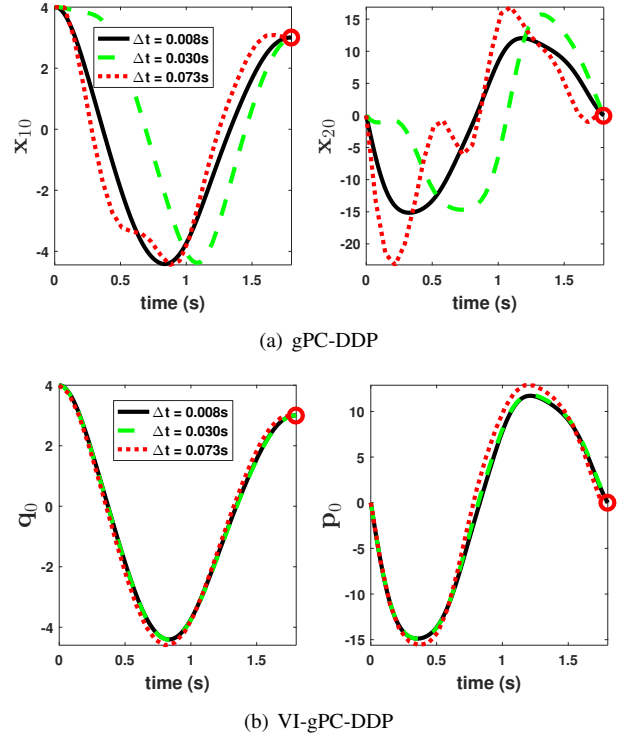 4
2
0
-2
-4
x10
0 0.5 1 1.5
time (s)
Δt = 0.008s
Δt = 0.030s
Δt = 0.073s
15
10
5
0
-5
-10
-15
-20
x20
0 0.5 1 1.5
time (s)
(a) gPC-DDP
4
2
0
-2
-4
q0
0 0.5 1 1.5
time (s)
Δt = 0.008s
Δt = 0.030s
Δt = 0.073s
10
5
0
-5
-10
-15
p0
0 0.5 1 1.5
time (s)
(b) VI-gPC-DDP